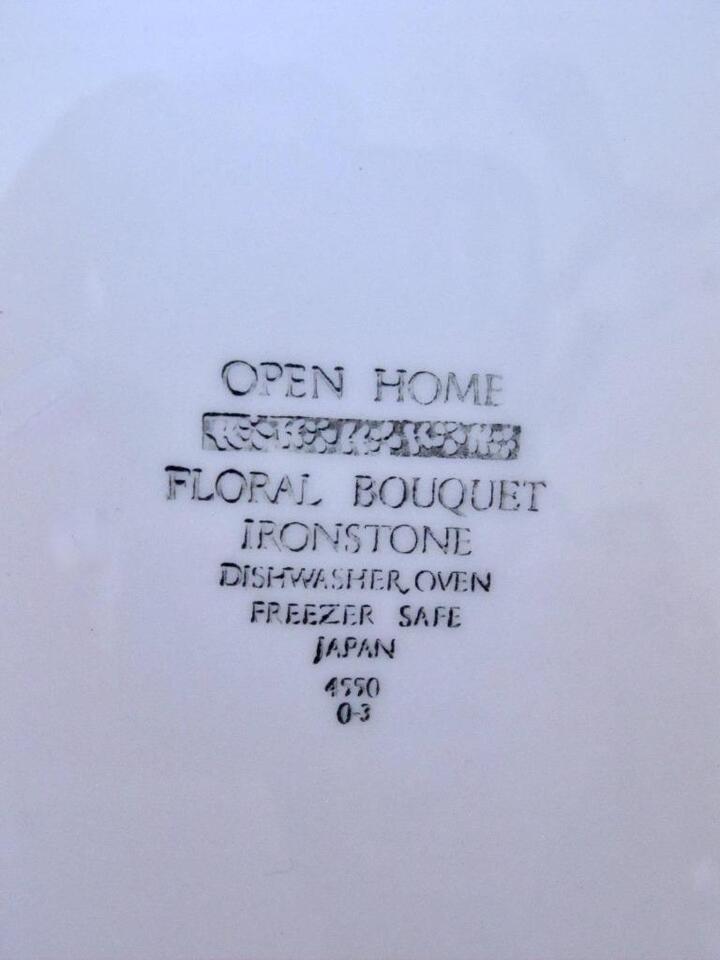 OPEN HOME
FLORAL BOUQUET
IRONSTONE
DISHWASHER, OVEN
FREEZER SAFE
JAPAN
4550
0-3